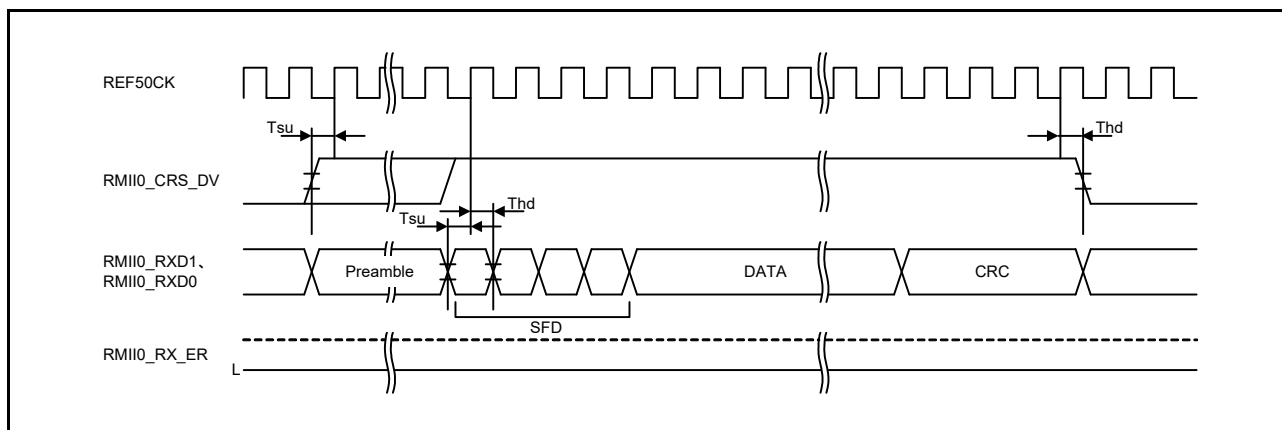 REF50CK
Tsu
Thd
RMII0_CRS_DV
Tsu
Thd
RMII0_RXD1、
RMII0_RXD0
Preamble
DATA
CRC
SFD
RMII0_RX_ER
L